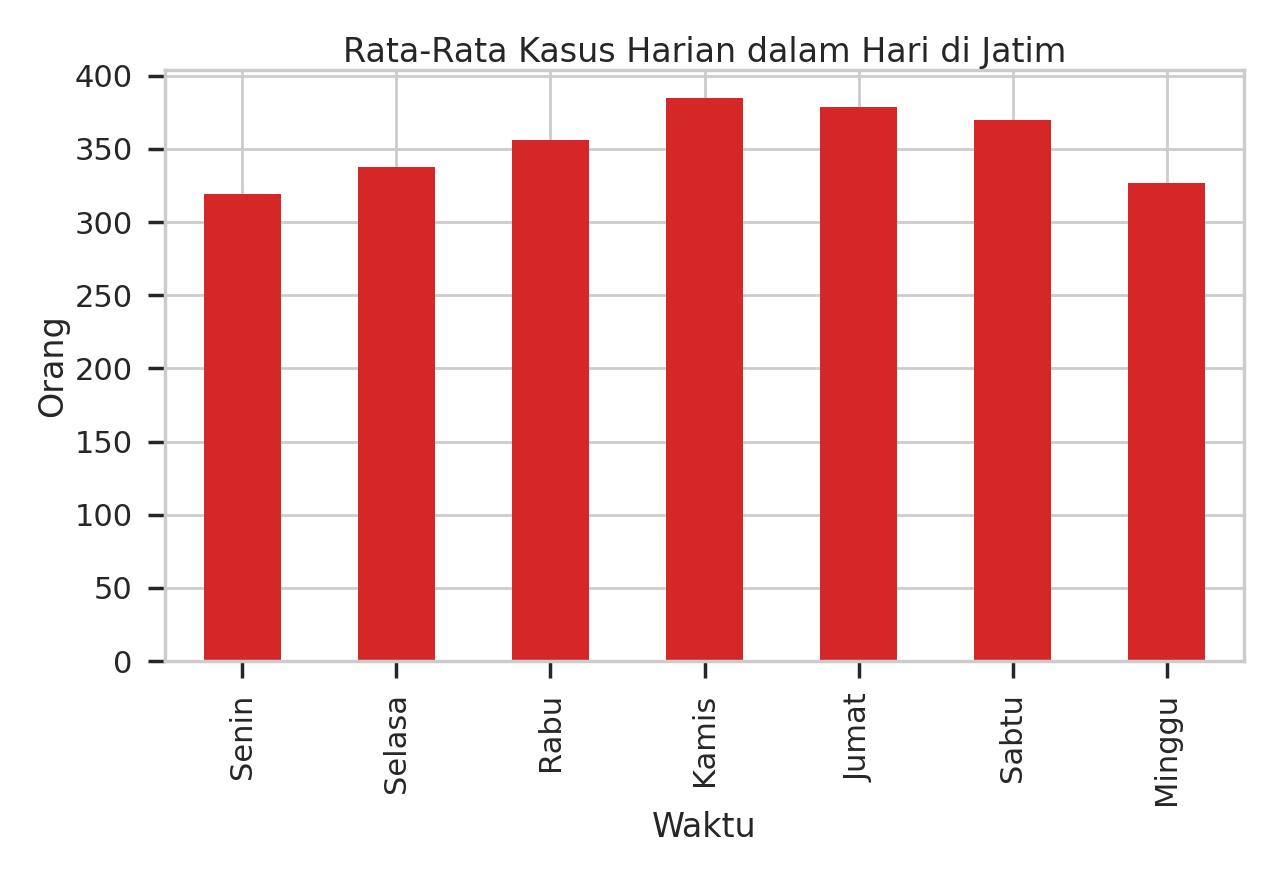 Rata-Rata Kasus Harian dalam Hari di Jatim
400
350
300
250
200
150
100
50
0
Orang
Senin
Selasa
Rabu
Kamis
Jumat
Sabtu
Minggu
Waktu